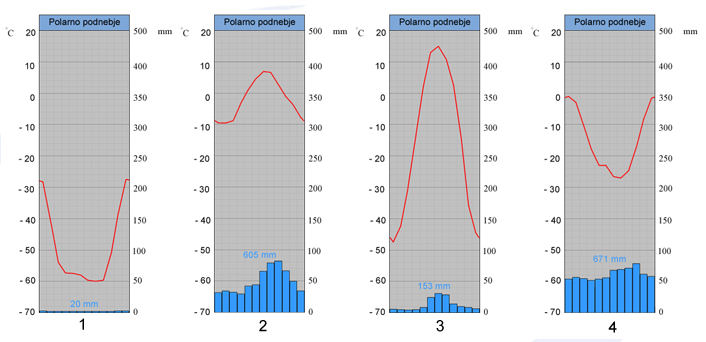 Polarno podnebje
°C 20 10 0 - 10 - 20 - 30 - 40 - 50 - 60 - 70
500 mm 450 400 350 300 250 200 150 100 50 0
20 mm
1
Polarno podnebje
°C 20 10 0 - 10 - 20 - 30 - 40 - 50 - 60 - 70
500 mm 450 400 350 300 250 200 150 100 50 0
605 mm
2
Polarno podnebje
°C 20 10 0 - 10 - 20 - 30 - 40 - 50 - 60 - 70
500 mm 450 400 350 300 250 200 150 100 50 0
153 mm
3
Polarno podnebje
°C 20 10 0 - 10 - 20 - 30 - 40 - 50 - 60 - 70
500 mm 450 400 350 300 250 200 150 100 50 0
671 mm
4